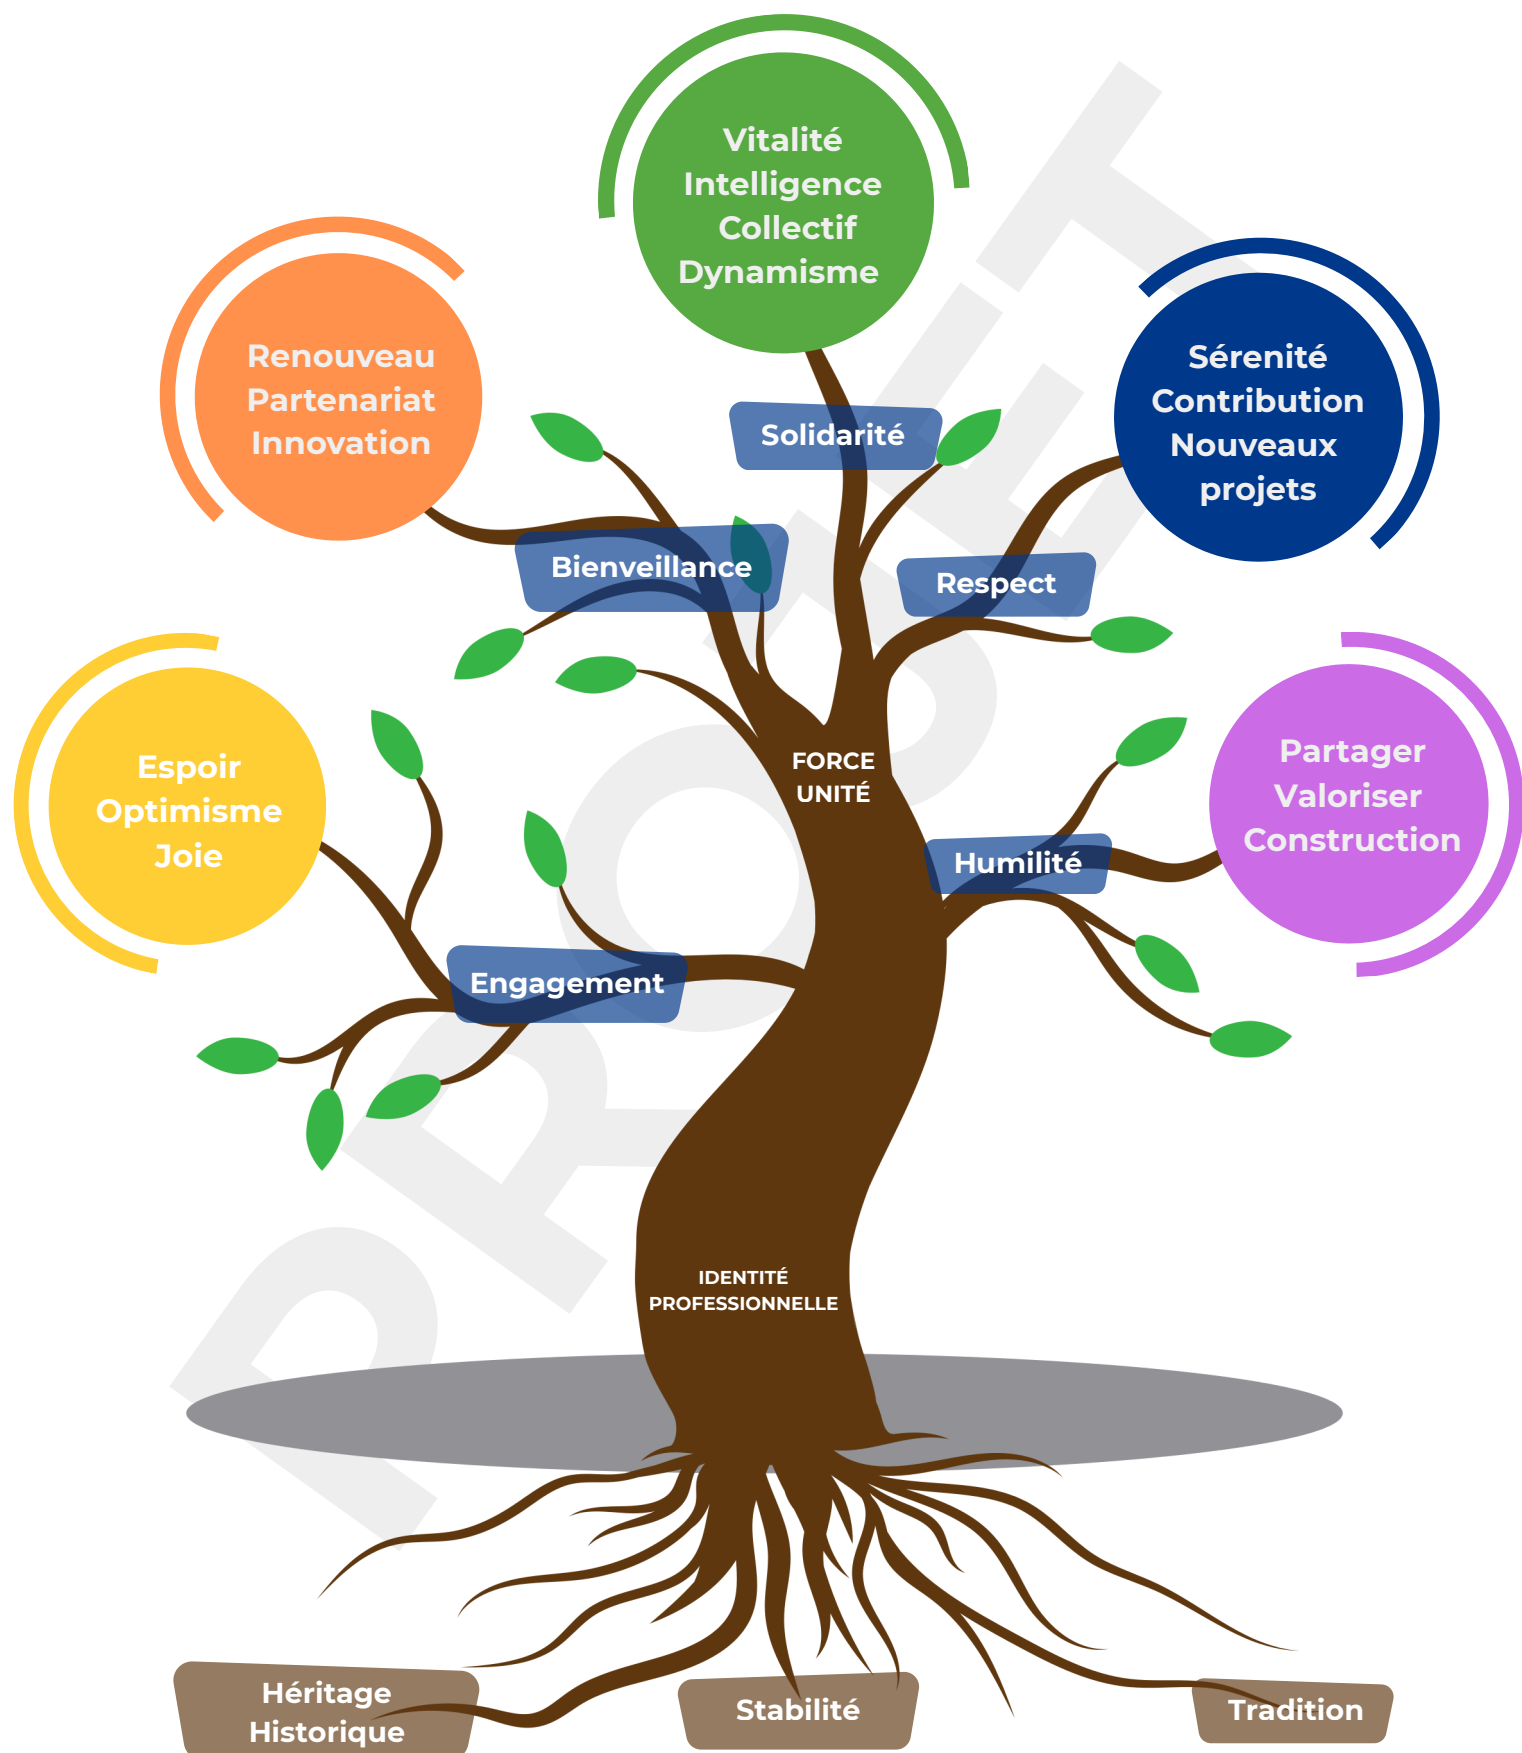 Vitalité
Intelligence
Collectif
Dynamisme
Renouveau
Partenariat
Innovation
Sérenité
Contribution
Nouveaux
projets
Solidarité
Bienveillance
Respect
Espoir
Optimisme
Joie
FORCE
UNITÉ
Partager
Valoriser
Construction
Humilité
Engagement
IDENTITÉ
PROFESSIONNELLE
Héritage
Historique
Stabilité
Tradition
PROJET